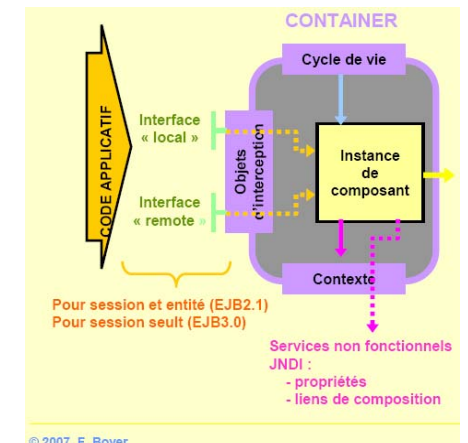 CONTAINER
Cycle de vie
CODE APPLICATIF
Interface
« local »
Interface
« remote »
Objets
d'interception
Instance
de
composant
Contexte
Pour session et entité (EJB2.1)
Pour session seult (EJB3.0)
Services non fonctionnels
JNDI :
- propriétés
- liens de composition
© 2007, F. Boyer